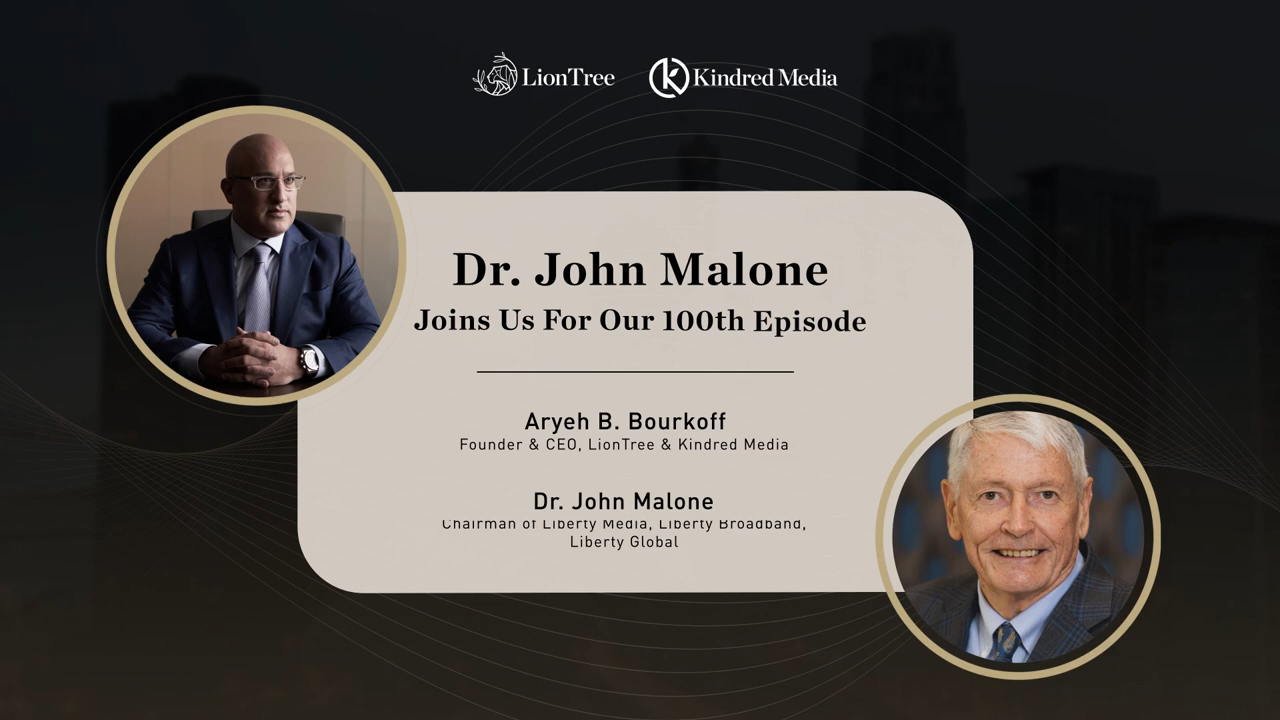 LionTree
Kindred Media
Dr. John Malone
Joins Us For Our 100th Episode
Aryeh B. Bourkoff
Founder & CEO, LionTree & Kindred Media
Dr. John Malone
Chairman of Liberty Media, Liberty Broadband,
Liberty Global